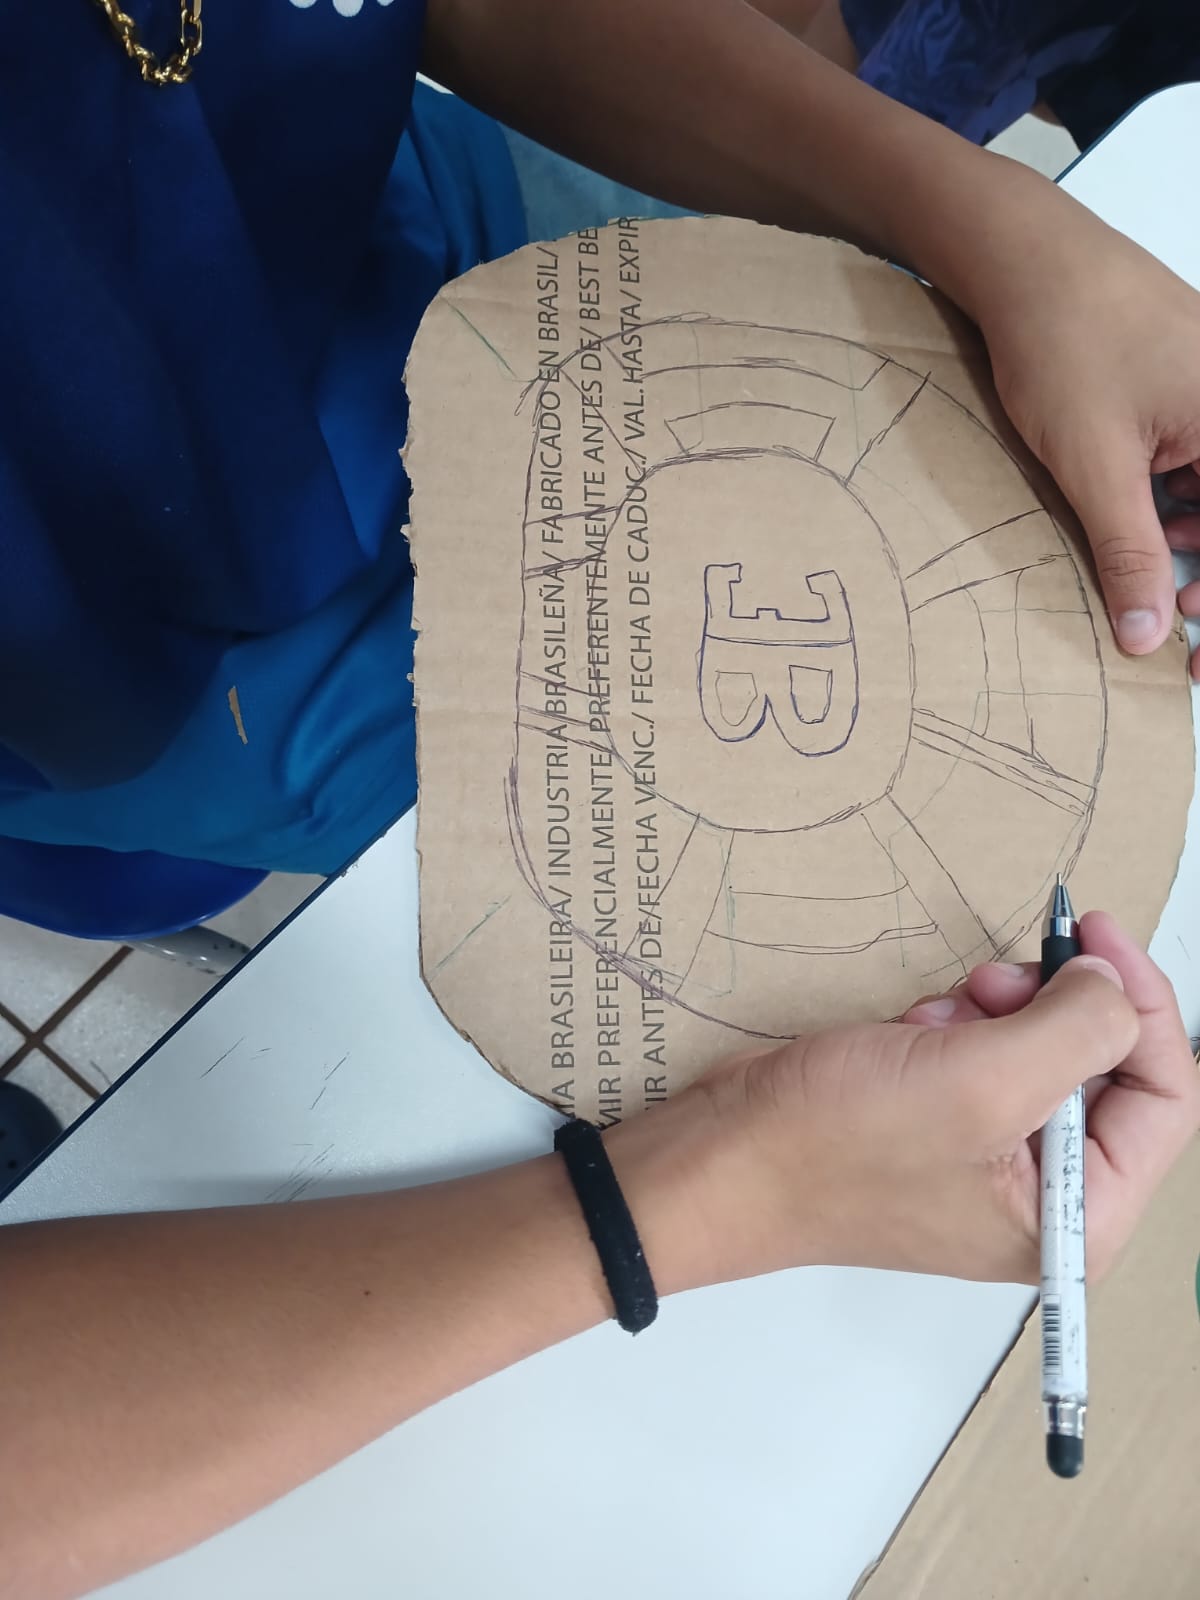 IA BRASILEIRA/ INDUSTRIA BRASILEÑA/ FABRICADO EN BRASIL/
MIR PREFERENCIALMENTE/ PREFERENTEMENTE ANTES DE/ BEST BE
IR ANTES DE/FECHA VENC./ FECHA DE CADUC./ VAL. HASTA/ EXPIR
ƎB